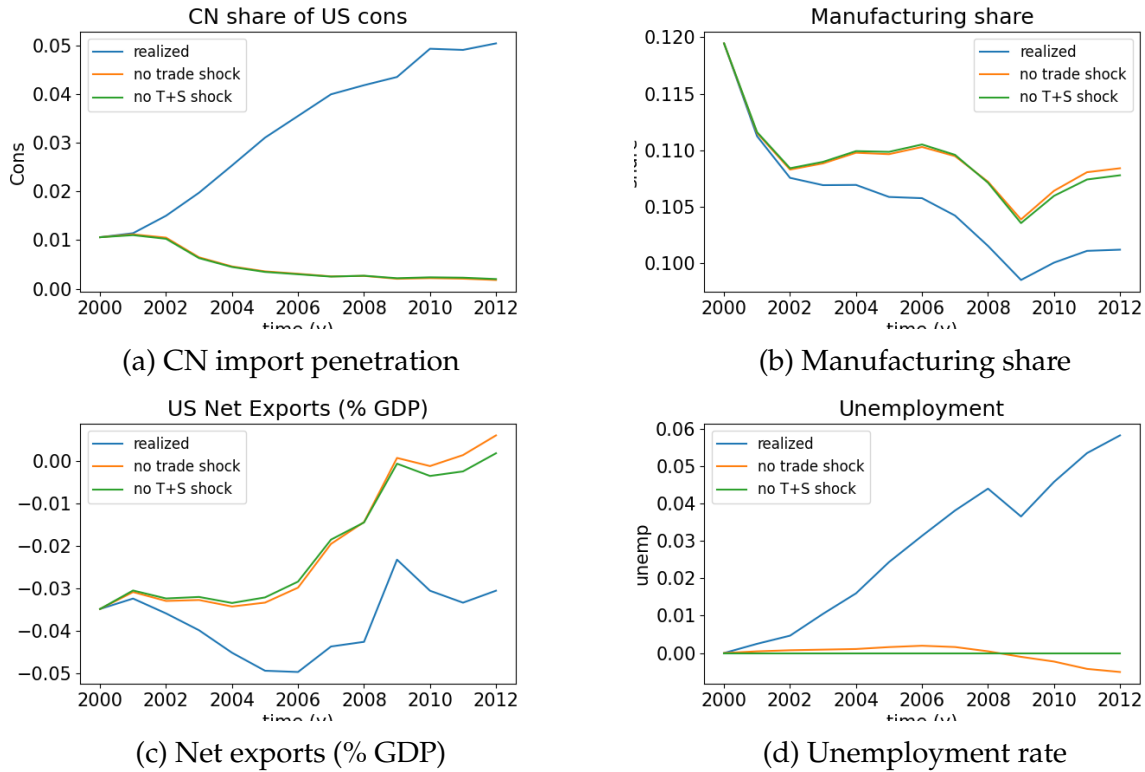 CN share of US cons
0.05
0.04
0.03
0.02
0.01
0.00
Cons
realized
no trade shock
no T+S shock
2000 2002 2004 2006 2008 2010 2012
time (y)
(a) CN import penetration
Manufacturing share
0.120
0.115
0.110
0.105
0.100
share
realized
no trade shock
no T+S shock
2000 2002 2004 2006 2008 2010 2012
time (y)
(b) Manufacturing share
US Net Exports (% GDP)
0.00
−0.01
−0.02
−0.03
−0.04
−0.05
realized
no trade shock
no T+S shock
2000 2002 2004 2006 2008 2010 2012
time (y)
(c) Net exports (% GDP)
Unemployment
0.06
0.05
0.04
0.03
0.02
0.01
0.00
unemp
realized
no trade shock
no T+S shock
2000 2002 2004 2006 2008 2010 2012
time (y)
(d) Unemployment rate